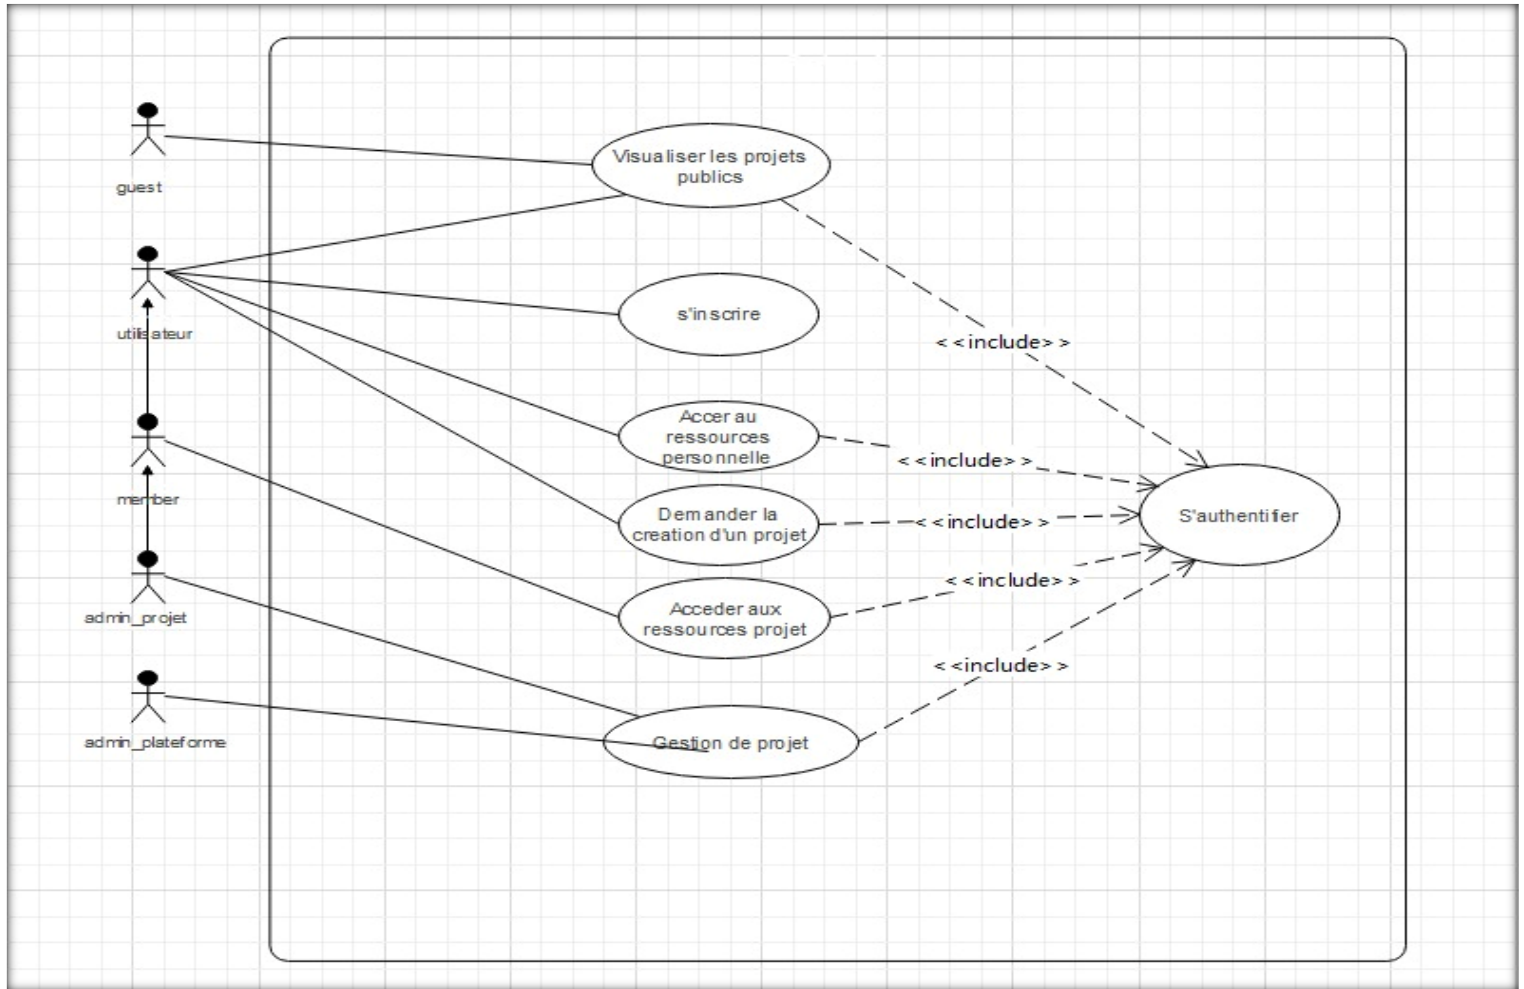 Visualiser les projets
publics
guest
s'inscrire
utilisateur
<<include>>
Accer au
ressources
personnelle
<<include>>
member
Demander la
creation d'un projet
<<include>>
S'authentifier
<<include>>
Acceder aux
ressources projet
admin_projet
<<include>>
admin_plateforme
Gestion de projet